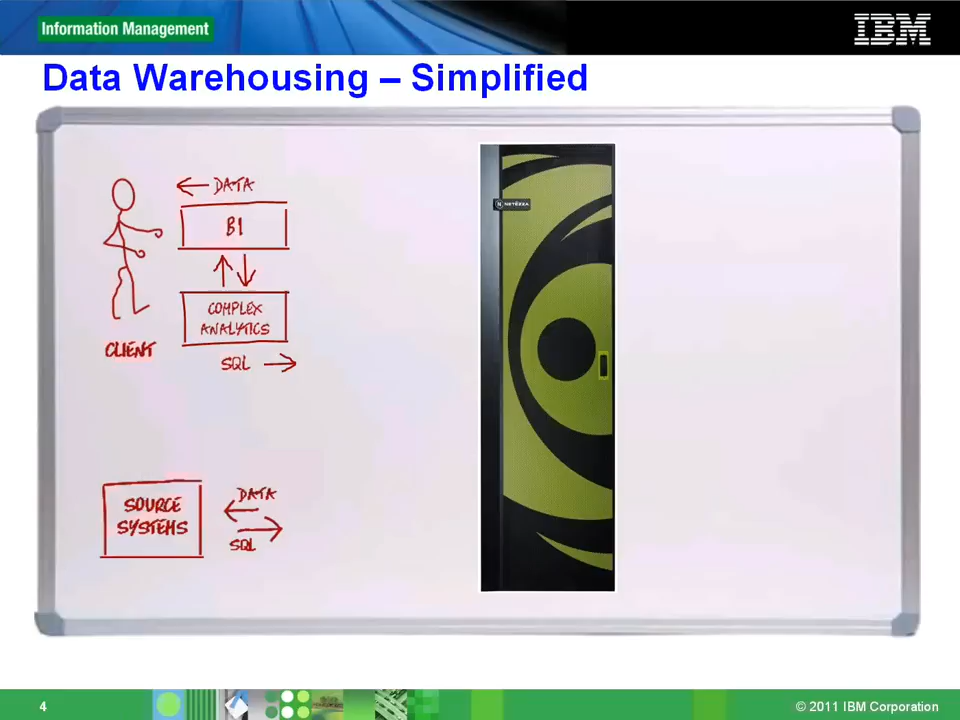 Information Management
IBM
Data Warehousing – Simplified
DATA
BI
COMPLEX
ANALYTICS
CLIENT
SQL
NETEZZA
SOURCE
SYSTEMS
DATA
SQL
4
© 2011 IBM Corporation